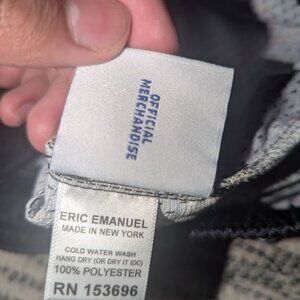 OFFICIAL
MERCHANDISE
ERIC EMANUEL
MADE IN NEW YORK
COLD WATER WASH
HANG DRY (OR DRY IT IDC)
100% POLYESTER
RN 153696